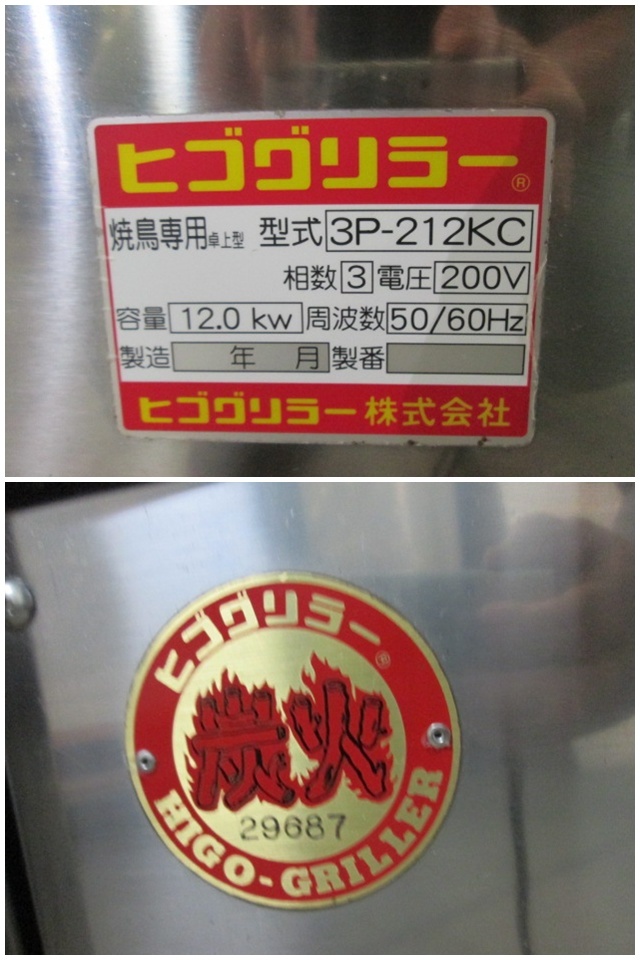 ヒゴグリラー®
焼鳥専用卓上型 型式 3P-212KC
相数 3 電圧 200V
容量 12.0 kw 周波数 50/60Hz
製造 年 月 製番
ヒゴグリラー株式会社
ヒゴグリラー®
炭火
29687
HIGO-GRILLER